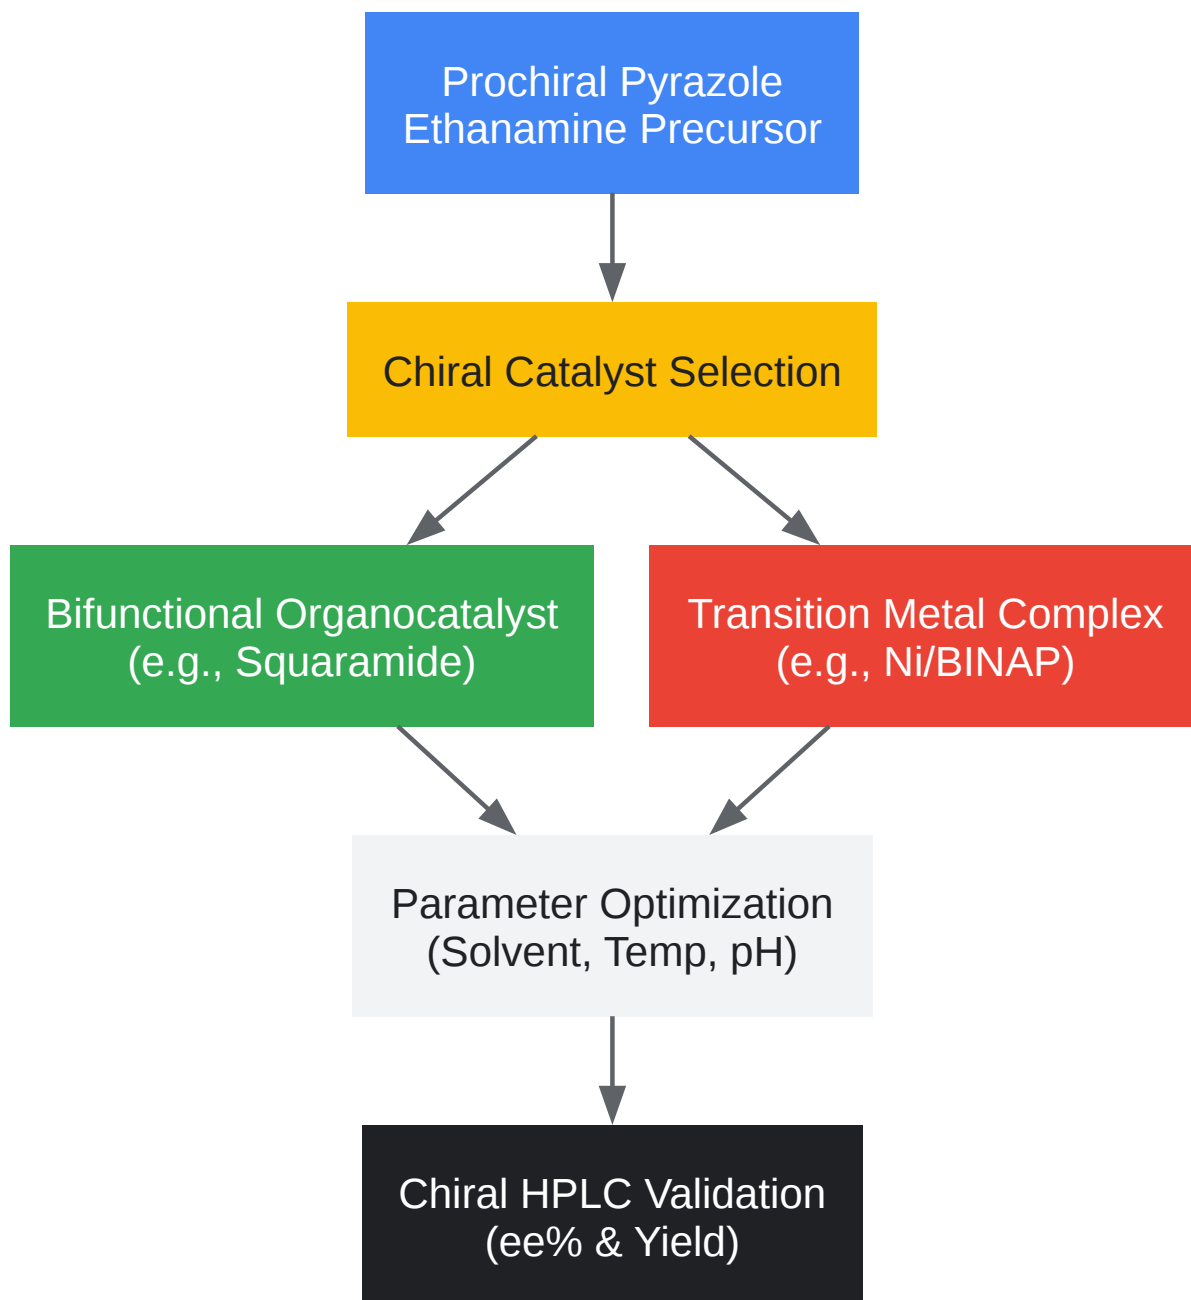 Prochiral Pyrazole
Ethanamine Precursor
Chiral Catalyst Selection
Bifunctional Organocatalyst
(e.g., Squaramide)
Transition Metal Complex
(e.g., Ni/BINAP)
Parameter Optimization
(Solvent, Temp, pH)
Chiral HPLC Validation
(ee% & Yield)